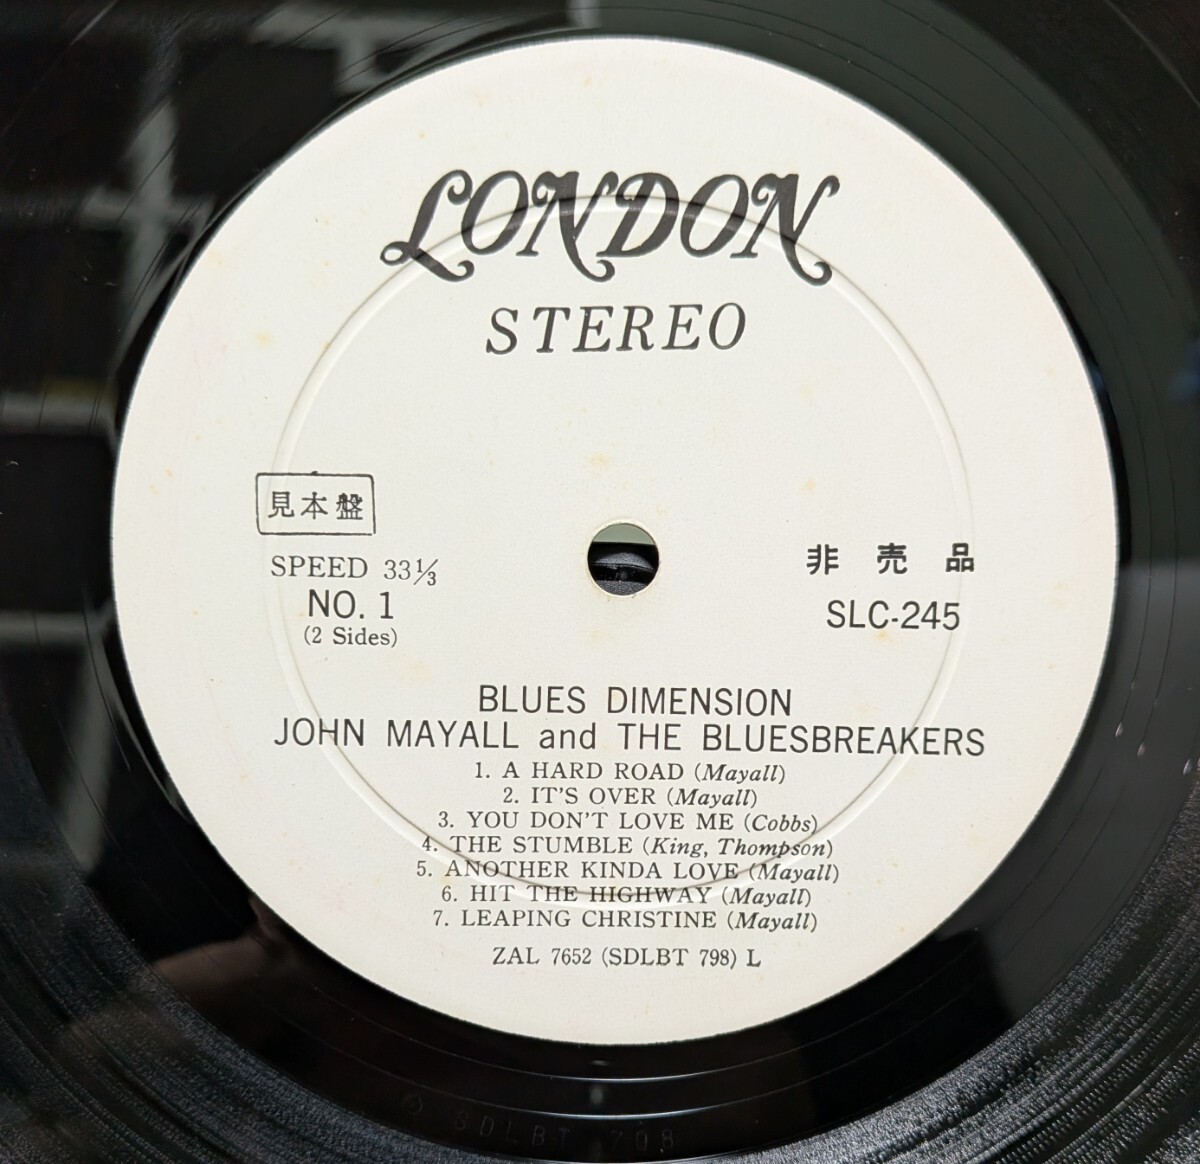 LONDON
STEREO
見本盤
SPEED 33⅓
NO. 1
(2 Sides)
非売品
SLC-245
BLUES DIMENSION
JOHN MAYALL and THE BLUESBREAKERS
1. A HARD ROAD (Mayall)
2. IT'S OVER (Mayall)
3. YOU DON'T LOVE ME (Cobbs)
4. THE STUMBLE (King, Thompson)
5. ANOTHER KINDA LOVE (Mayall)
6. HIT THE HIGHWAY (Mayall)
7. LEAPING CHRISTINE (Mayall)
ZAL 7652 (SDLBT 798) L
SDLBT 798